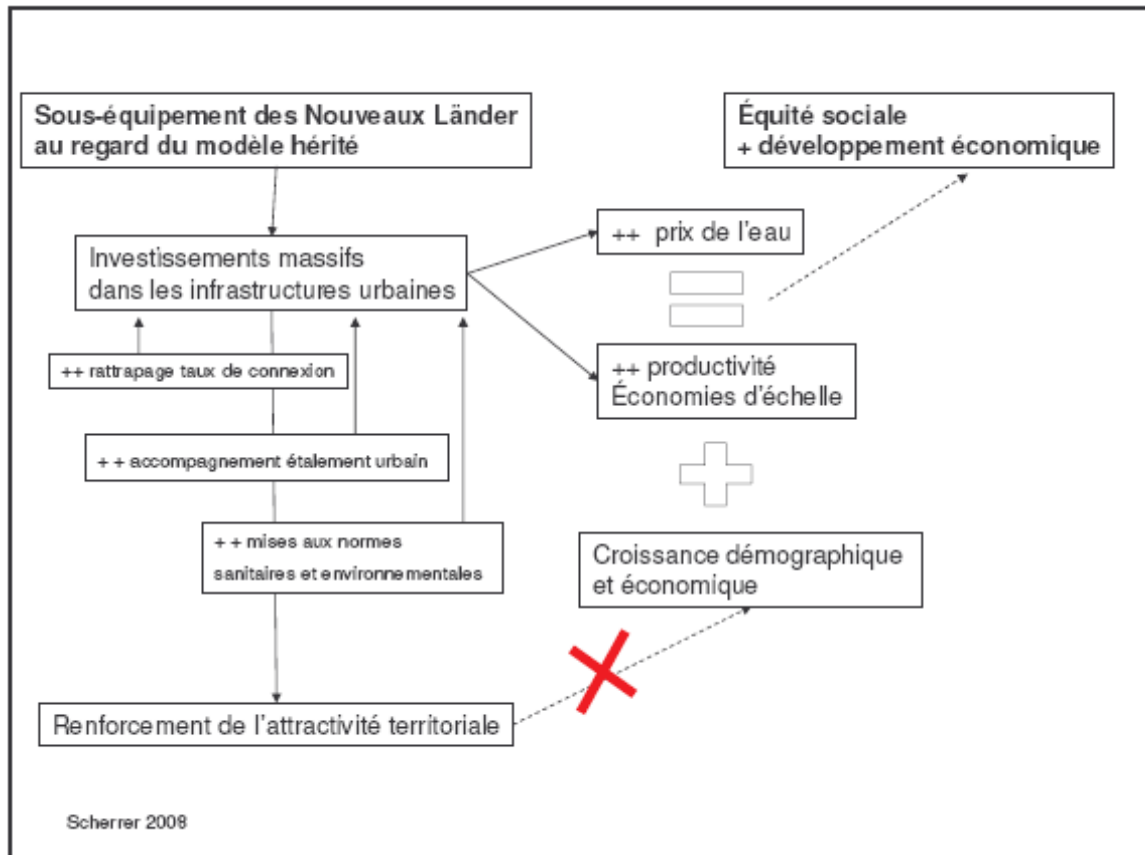 Sous-équipement des Nouveaux Länder
au regard du modèle hérité
Équité sociale
+ développement économique
Investissements massifs
dans les infrastructures urbaines
++ prix de l'eau
++ rattrapage taux de connexion
++ productivité
Économies d'échelle
+ + accompagnement étalement urbain
+ + mises aux normes
sanitaires et environnementales
Croissance démographique
et économique
Renforcement de l'attractivité territoriale
Scherrer 2008